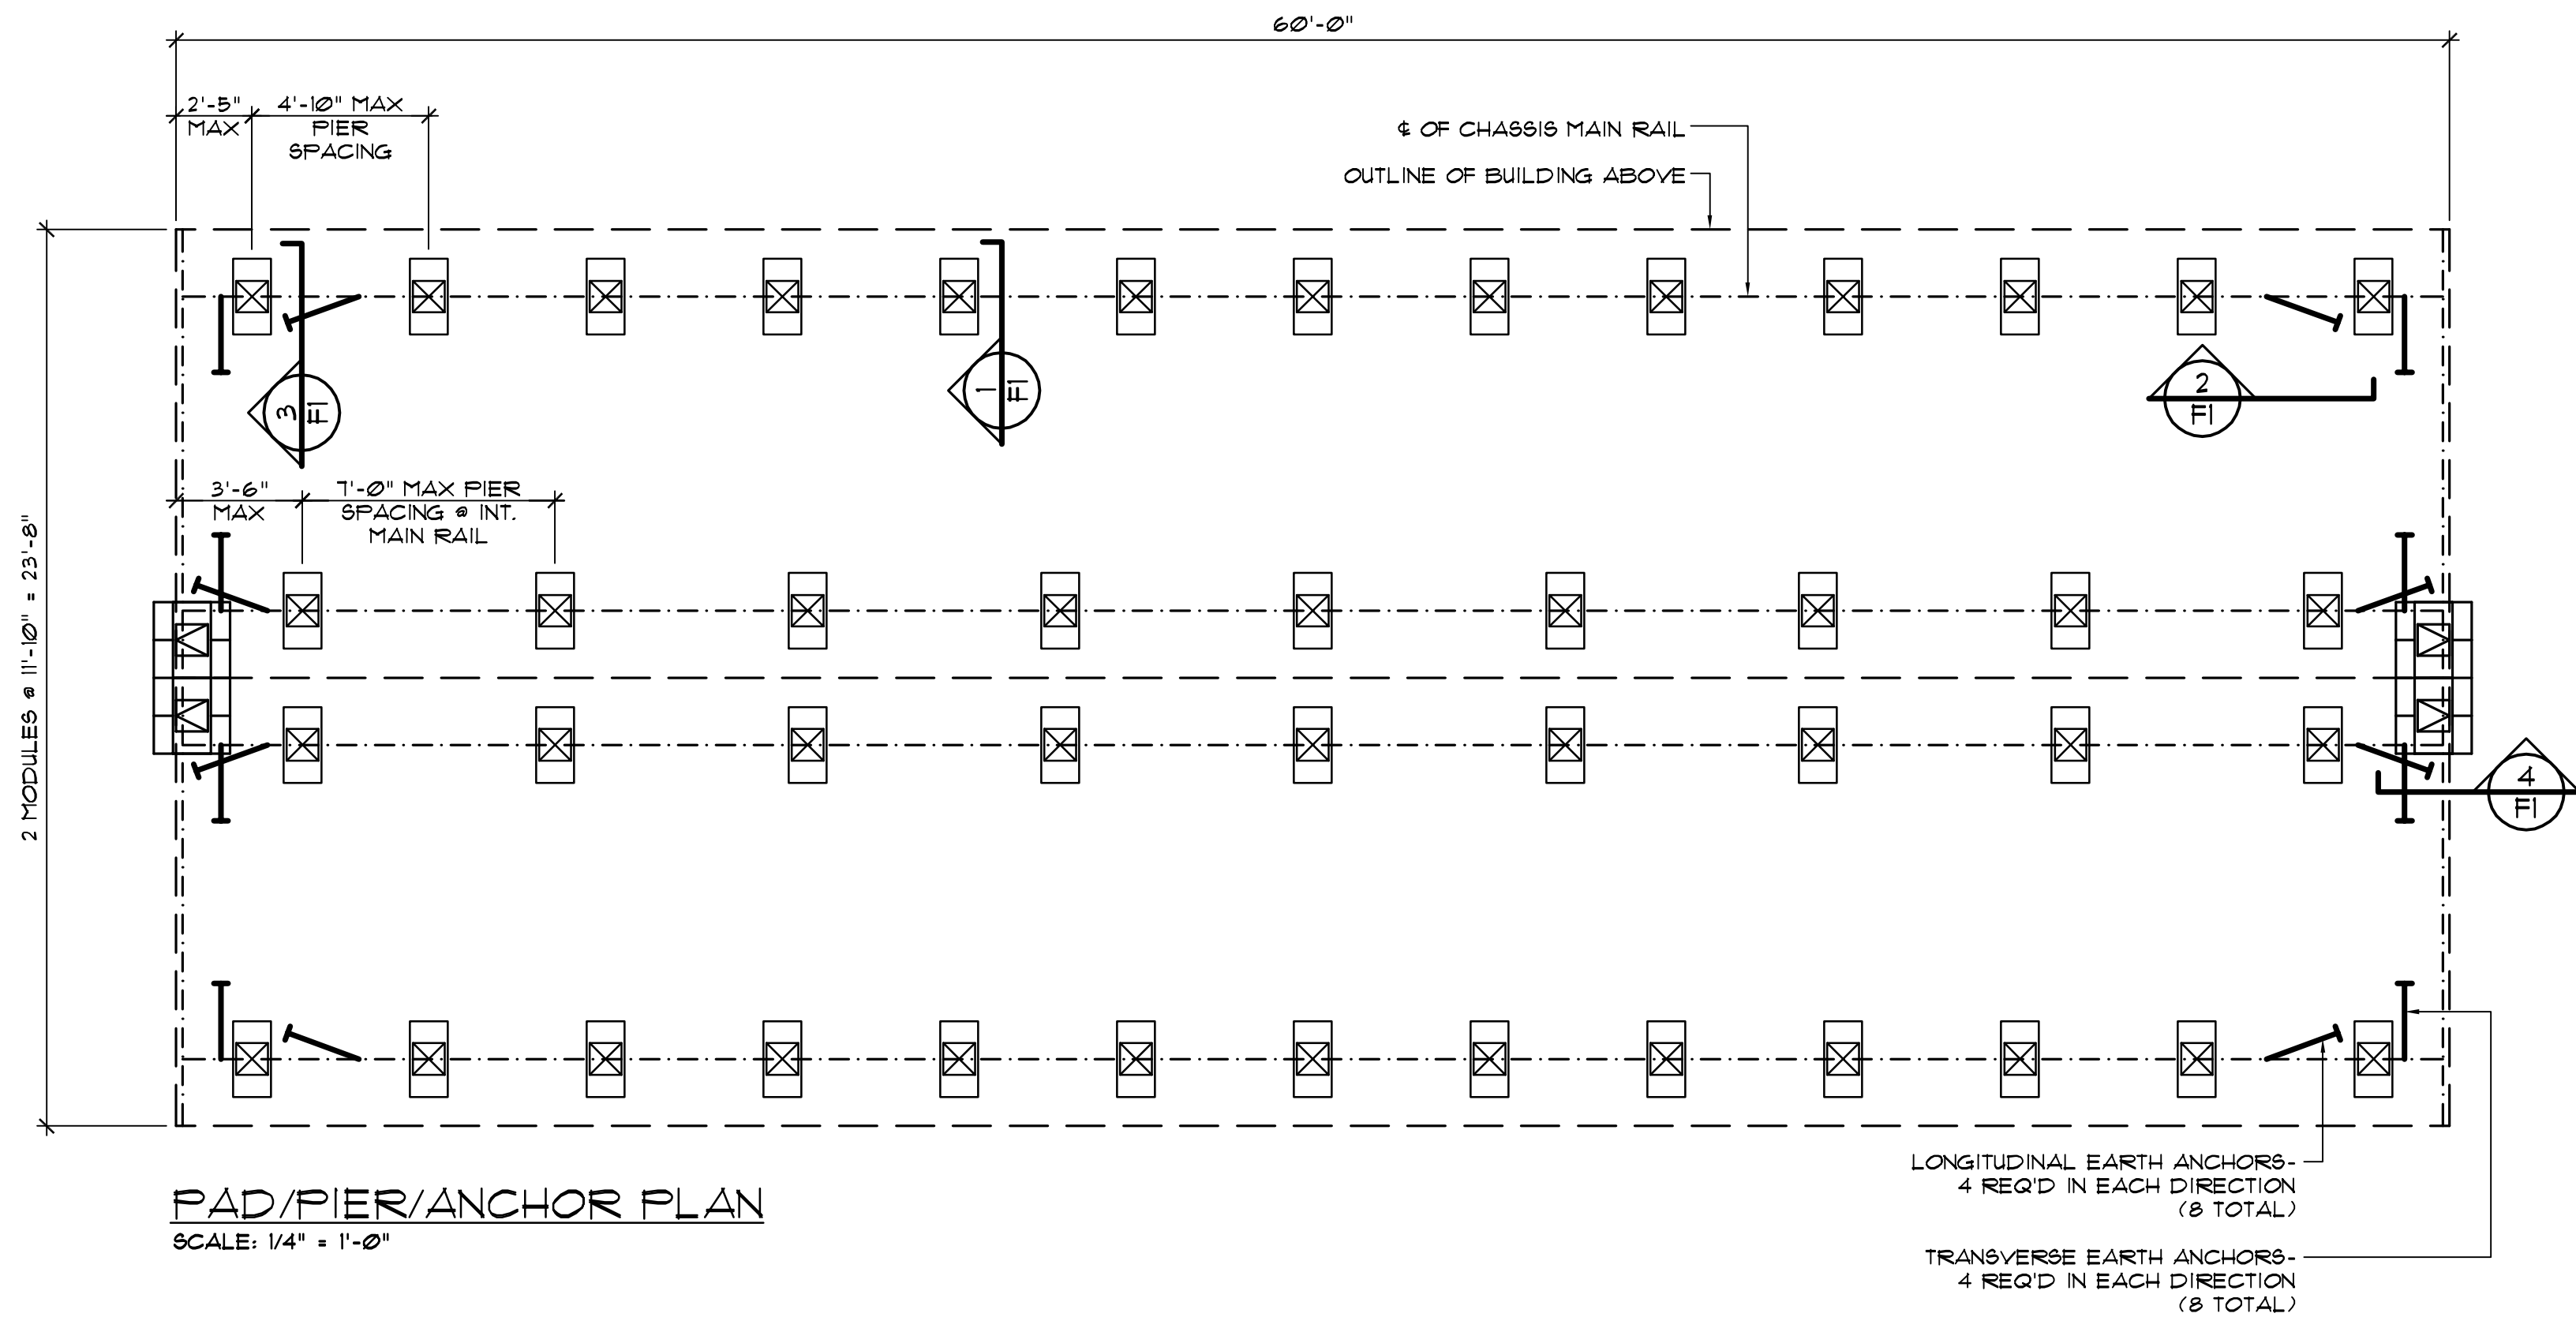 60'-0"
2'-5"
MAX
4'-10" MAX
PIER
SPACING
℄ OF CHASSIS MAIN RAIL
OUTLINE OF BUILDING ABOVE
3
F1
1
F1
2
F1
3'-6"
MAX
7'-0" MAX PIER
SPACING @ INT.
MAIN RAIL
2 MODULES @ 11'-10" = 23'-8"
4
F1
LONGITUDINAL EARTH ANCHORS-
4 REQ'D IN EACH DIRECTION
(8 TOTAL)
TRANSVERSE EARTH ANCHORS-
4 REQ'D IN EACH DIRECTION
(8 TOTAL)
PAD/PIER/ANCHOR PLAN
SCALE: 1/4" = 1'-0"